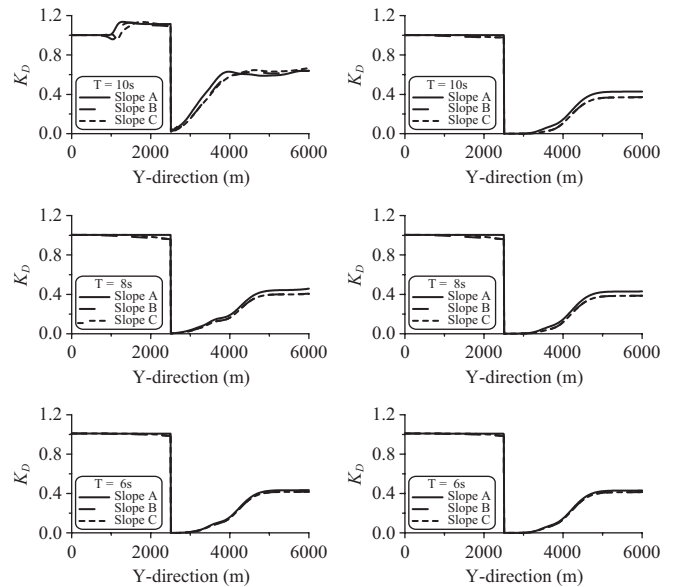 1.2
K_D
0.8
0.4
0.0
T = 10s
Slope A
Slope B
Slope C
0 2000 4000 6000
Y-direction (m)
1.2
K_D
0.8
0.4
0.0
T = 10s
Slope A
Slope B
Slope C
0 2000 4000 6000
Y-direction (m)
1.2
K_D
0.8
0.4
0.0
T = 8s
Slope A
Slope B
Slope C
0 2000 4000 6000
Y-direction (m)
1.2
K_D
0.8
0.4
0.0
T = 8s
Slope A
Slope B
Slope C
0 2000 4000 6000
Y-direction (m)
1.2
K_D
0.8
0.4
0.0
T = 6s
Slope A
Slope B
Slope C
0 2000 4000 6000
Y-direction (m)
1.2
K_D
0.8
0.4
0.0
T = 6s
Slope A
Slope B
Slope C
0 2000 4000 6000
Y-direction (m)